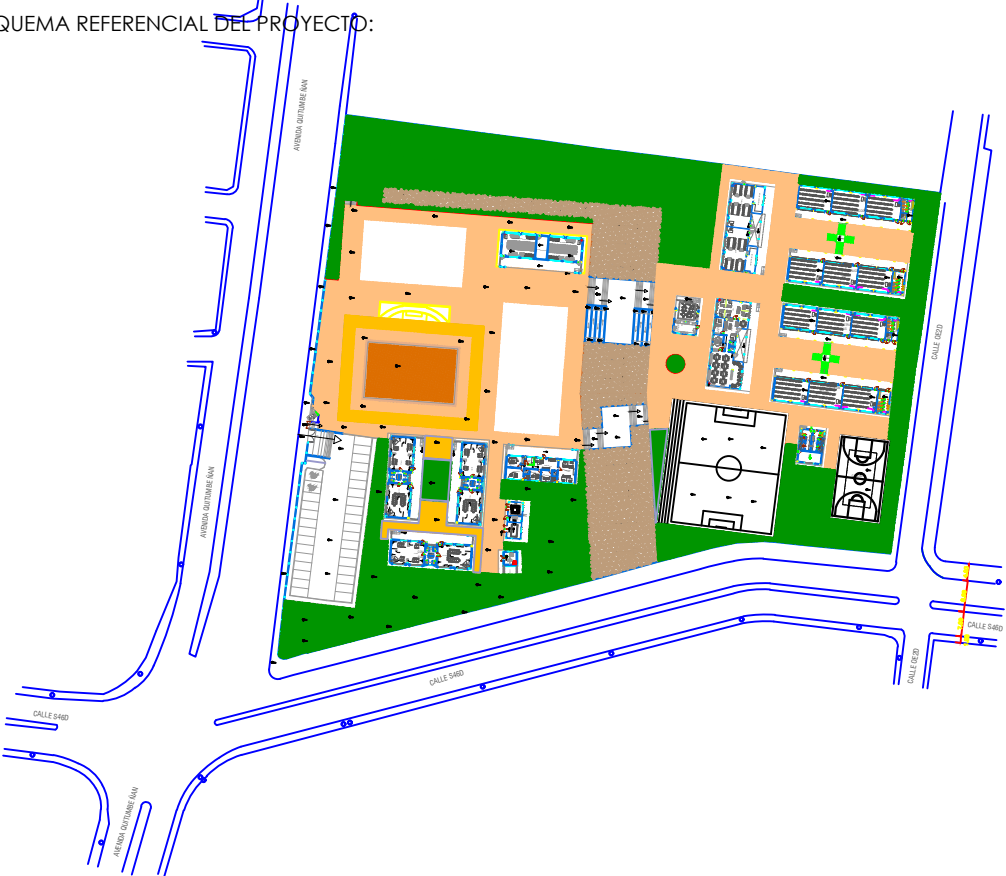 QUEMA REFERENCIAL DEL PROYECTO:
AVENIDA QUITUMBE ÑAN
CALLE OE2D
AVENIDA QUITUMBE ÑAN
CALLE S46D
CALLE OE2D
CALLE S46D
CALLE S46D
AVENIDA QUITUMBE ÑAN